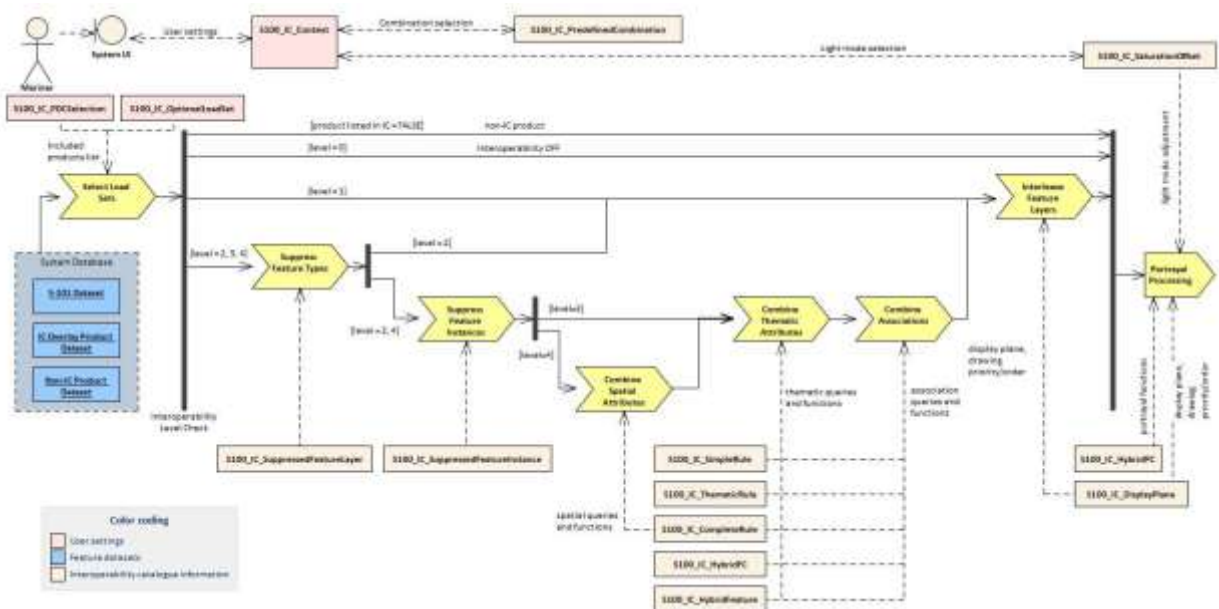 S100_IC_Context
Combination selection
S100_IC_PredefinedCombination
User settings
System UI
Light mode selection
S100_IC_SaturationOffset
Mariner
S100_IC_PDCSelection
S100_IC_OptionalLoadSet
[product listed in IC = FALSE]
non-IC product
Included
products list
[level = 0]
Interoperability OFF
light mode adjustment
Select Load
Sets
[level = 1]
Interleave
Feature
Layers
[level = 2, 3, 4]
Suppress
Feature Types
[level = 2]
System Database
S-101 Dataset
IC Overlay Product
Dataset
Non-IC Product
Dataset
Portrayal
Processing
Suppress
Feature
Instances
[level=3]
[level=4]
Combine
Thematic
Attributes
Combine
Associations
Combine
Spatial
Attributes
display plane,
drawing
priority/order
thematic queries
and functions
association
queries and
functions
portrayal functions
display plane,
drawing
priority/order
Interoperability
Level Check
S100_IC_SuppressedFeatureLayer
S100_IC_SuppressedFeatureInstance
S100_IC_SimpleRule
S100_IC_HybridPC
S100_IC_ThematicRule
S100_IC_DisplayPlane
spatial queries
and functions
S100_IC_CompleteRule
S100_IC_HybridFC
S100_IC_HybridFeature
Color coding
User settings
Feature datasets
Interoperability catalogue information